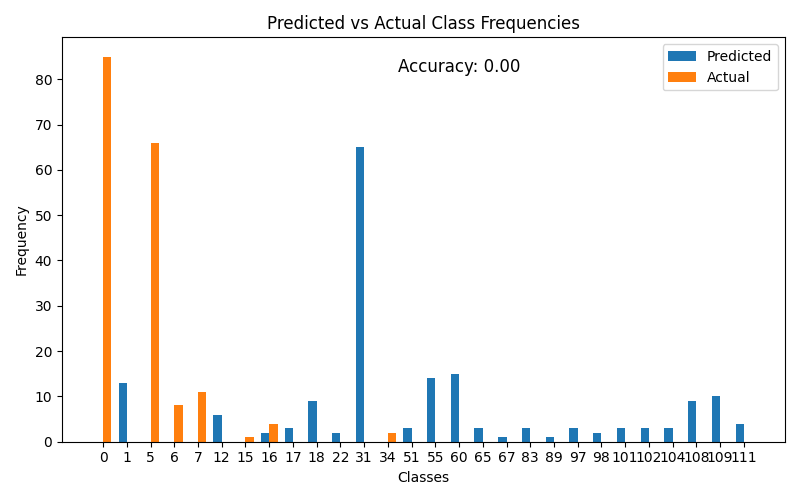 Predicted vs Actual Class Frequencies
Accuracy: 0.00
Predicted
Actual
Frequency
80
70
60
50
40
30
20
10
0
0 1 5 6 7 12 15 16 17 18 22 31 34 51 55 60 65 67 83 89 97 98 101 102 104 108 109 111
Classes